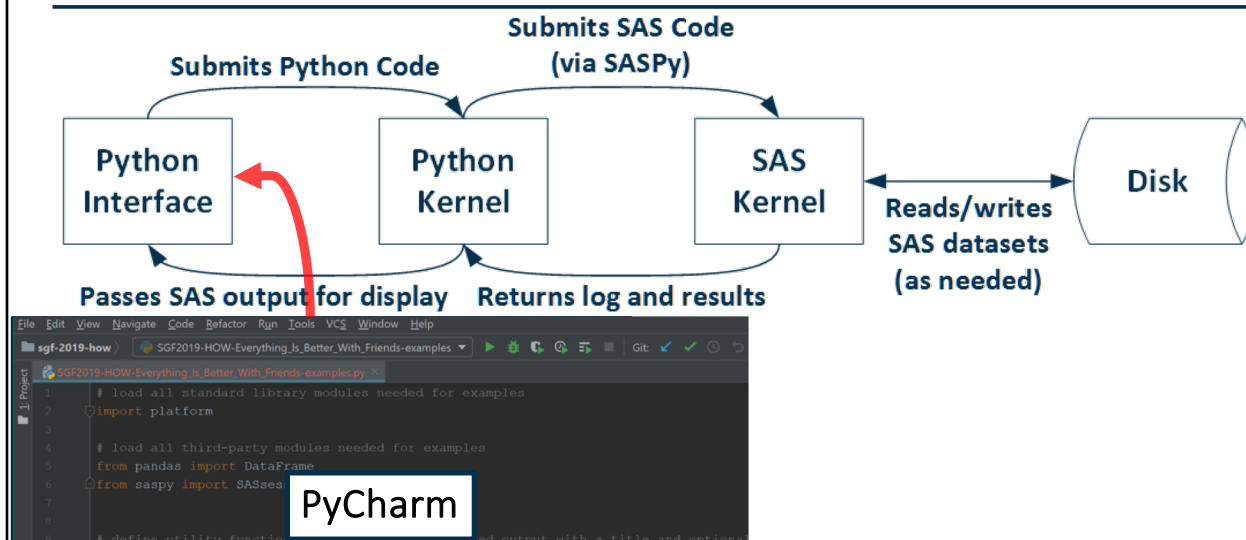 Submits SAS Code
(via SASPy)
Submits Python Code
Python
Interface
Python
Kernel
SAS
Kernel
Disk
Reads/writes
SAS datasets
(as needed)
Passes SAS output for display
Returns log and results
File Edit View Navigate Code Refactor Run Tools VCS Window Help
sgf-2019-how SGF2019-HOW-Everything_Is_Better_With_Friends-examples Git:
1: Project
SGF2019-HOW-Everything_Is_Better_With_Friends-examples.py
1 # load all standard library modules needed for examples
2 import platform
3
4 # load all third-party modules needed for examples
5 from pandas import DataFrame
6 from saspy import SASses
7
8
# define utility functio ed output with a title and optional
PyCharm